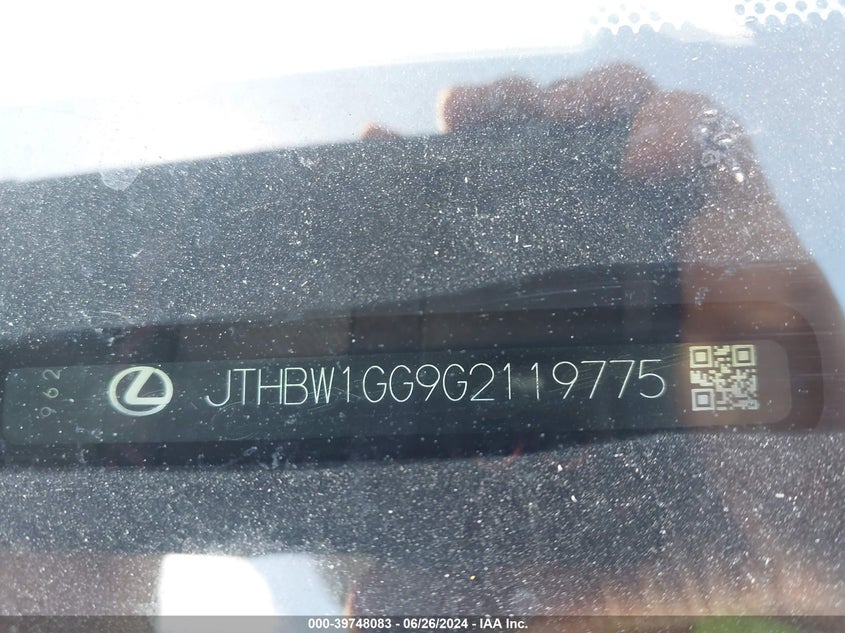 962
JTHBW1GG9G2119775
000-39748083 — 06/26/2024 — IAA Inc.